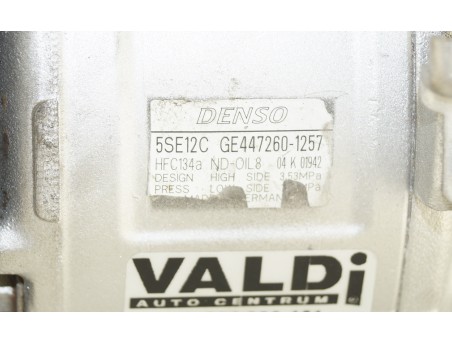 DENSO
5SE12C GE447260-1257
HFC134a ND-OIL8 04 K 01942
DESIGN HIGH SIDE 3.53MPa
PRESS LOW SIDE
VALDi
AUTO CENTRUM